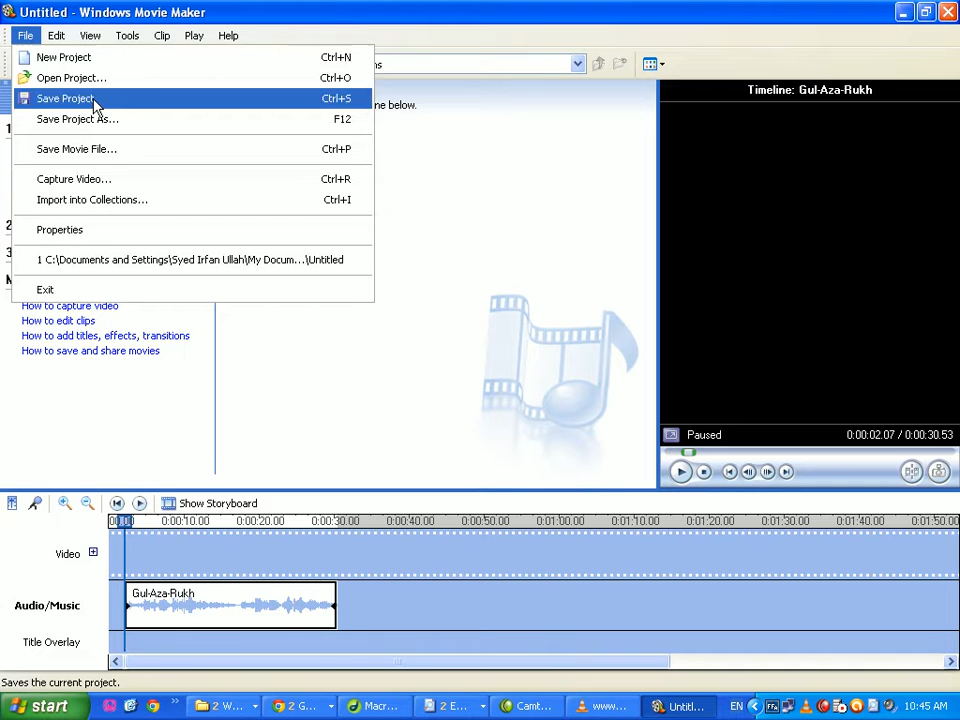 Untitled - Windows Movie Maker
File Edit View Tools Clip Play Help
New Project Ctrl+N
Open Project... Ctrl+O
Save Project Ctrl+S
Save Project As... F12
Save Movie File... Ctrl+P
Capture Video... Ctrl+R
Import into Collections... Ctrl+I
Properties
1 C:\Documents and Settings\Syed Irfan Ullah\My Docum...\Untitled
Exit
ne below.
How to capture video
How to edit clips
How to add titles, effects, transitions
How to save and share movies
Timeline: Gul-Aza-Rukh
Paused 0:00:02.07 / 0:00:30.53
Show Storyboard
0:00:10.00 0:00:20.00 0:00:30.00 0:00:40.00 0:00:50.00 0:01:00.00 0:01:10.00 0:01:20.00 0:01:30.00 0:01:40.00 0:01:50.00
Video
Gul-Aza-Rukh
Audio/Music
Title Overlay
Saves the current project.
start 2 W... 2 G... Macr... 2 E... Camt... www... Untitl... EN 10:45 AM